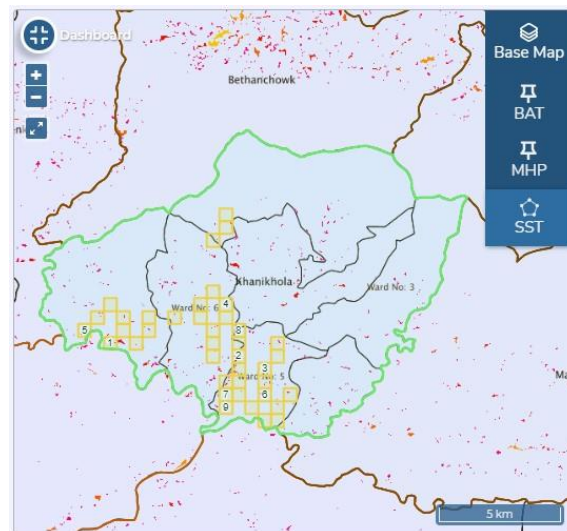 Dashboard
Base Map
BAT
MHP
SST
Bethanchowk
Khanikhola
Ward No: 3
Ward No: 6
4
5
8
1
2
3
Ward No: 5
7
6
9
5 km